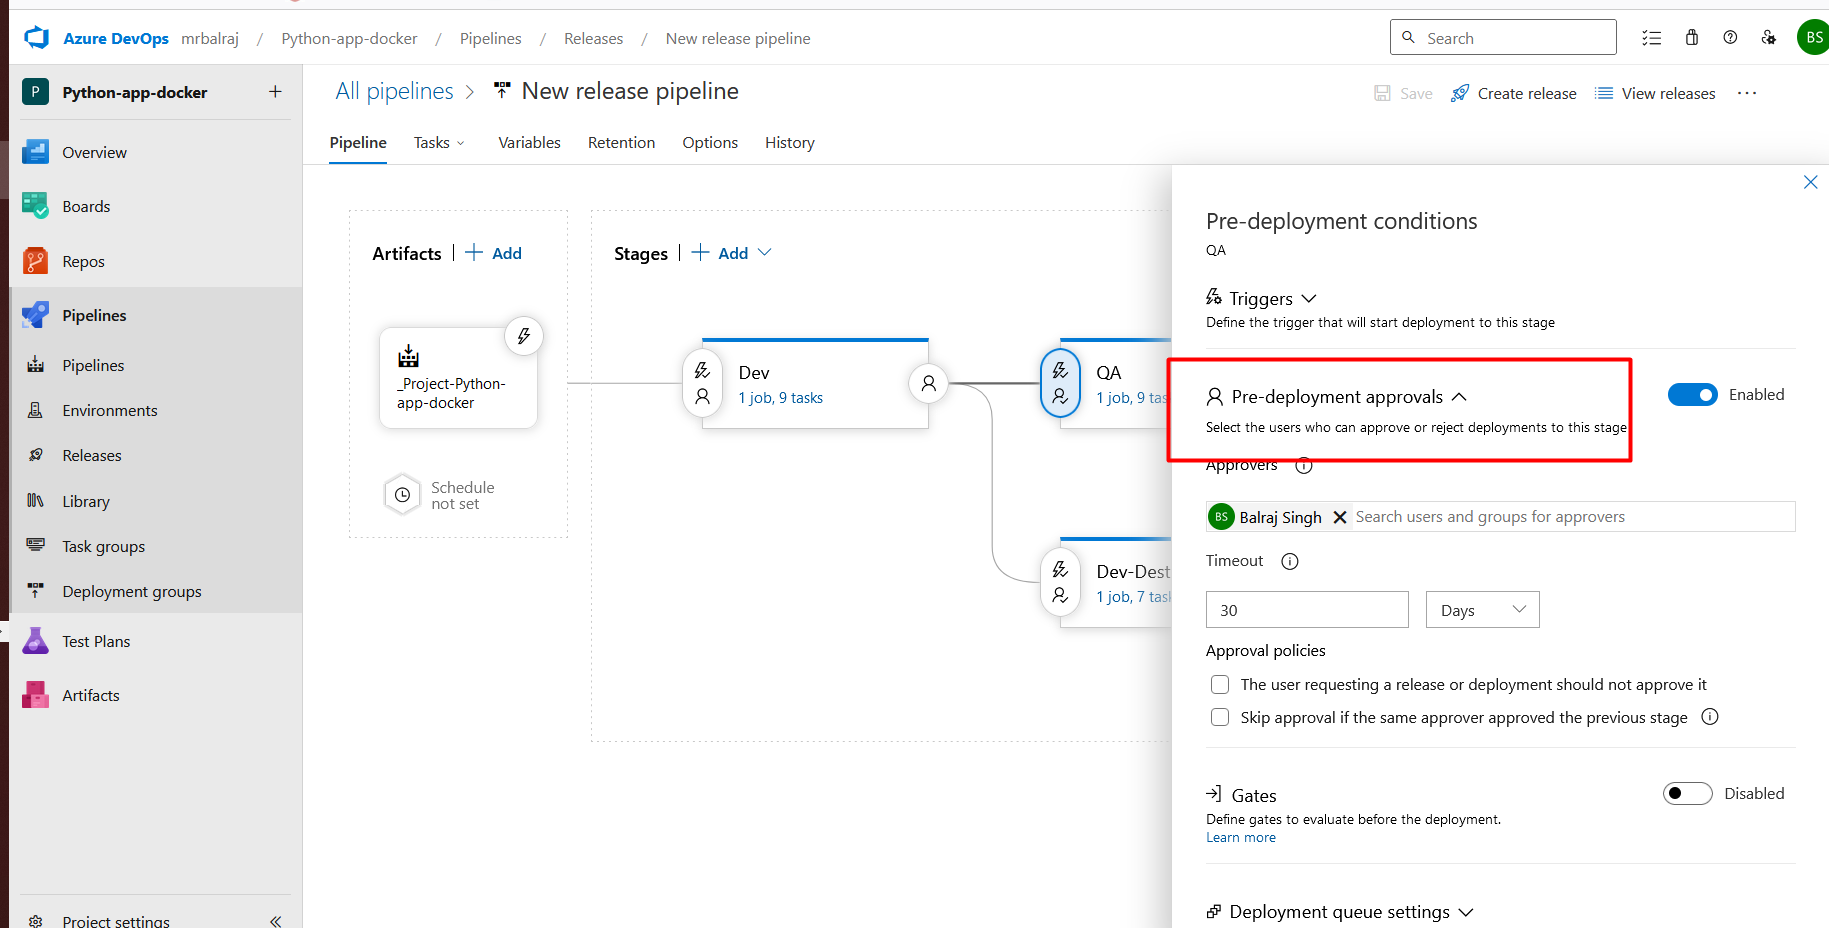 Azure DevOps mrbalraj / Python-app-docker / Pipelines / Releases / New release pipeline
Search
BS
P Python-app-docker +
Overview
Boards
Repos
Pipelines
Pipelines
Environments
Releases
Library
Task groups
Deployment groups
Test Plans
Artifacts
Project settings
All pipelines > New release pipeline
Save Create release View releases ...
Pipeline Tasks Variables Retention Options History
Artifacts | + Add
_Project-Python-
app-docker
Schedule
not set
Stages | + Add
Dev
1 job, 9 tasks
QA
1 job, 9 tas
Dev-Dest
1 job, 7 task
Pre-deployment conditions
QA
Triggers
Define the trigger that will start deployment to this stage
Pre-deployment approvals
Enabled
Select the users who can approve or reject deployments to this stage
Approvers
BS Balraj Singh Search users and groups for approvers
Timeout
30 Days
Approval policies
The user requesting a release or deployment should not approve it
Skip approval if the same approver approved the previous stage
Gates
Disabled
Define gates to evaluate before the deployment.
Learn more
Deployment queue settings